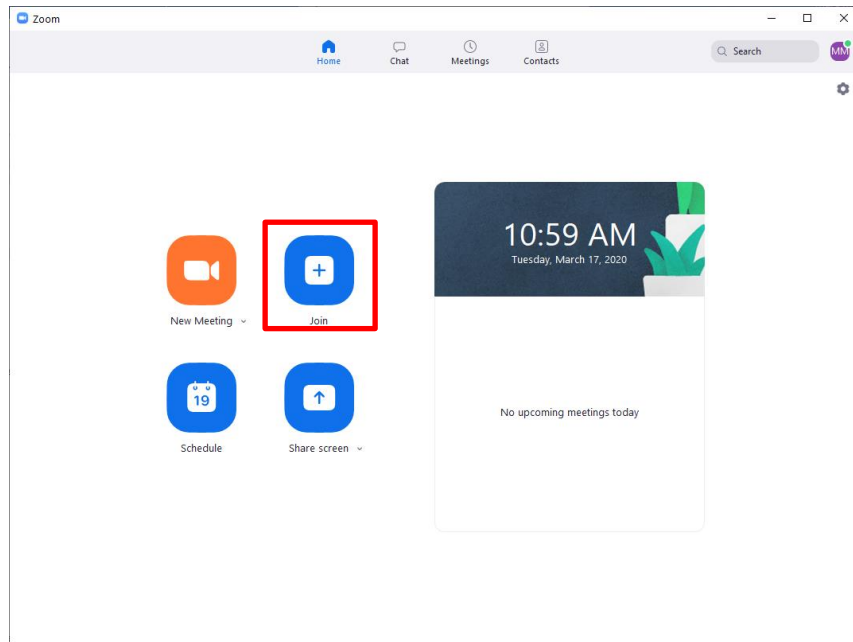 Zoom
Home
Chat
Meetings
Contacts
Search
MM
10:59 AM
Tuesday, March 17, 2020
New Meeting
Join
19
Schedule
Share screen
No upcoming meetings today